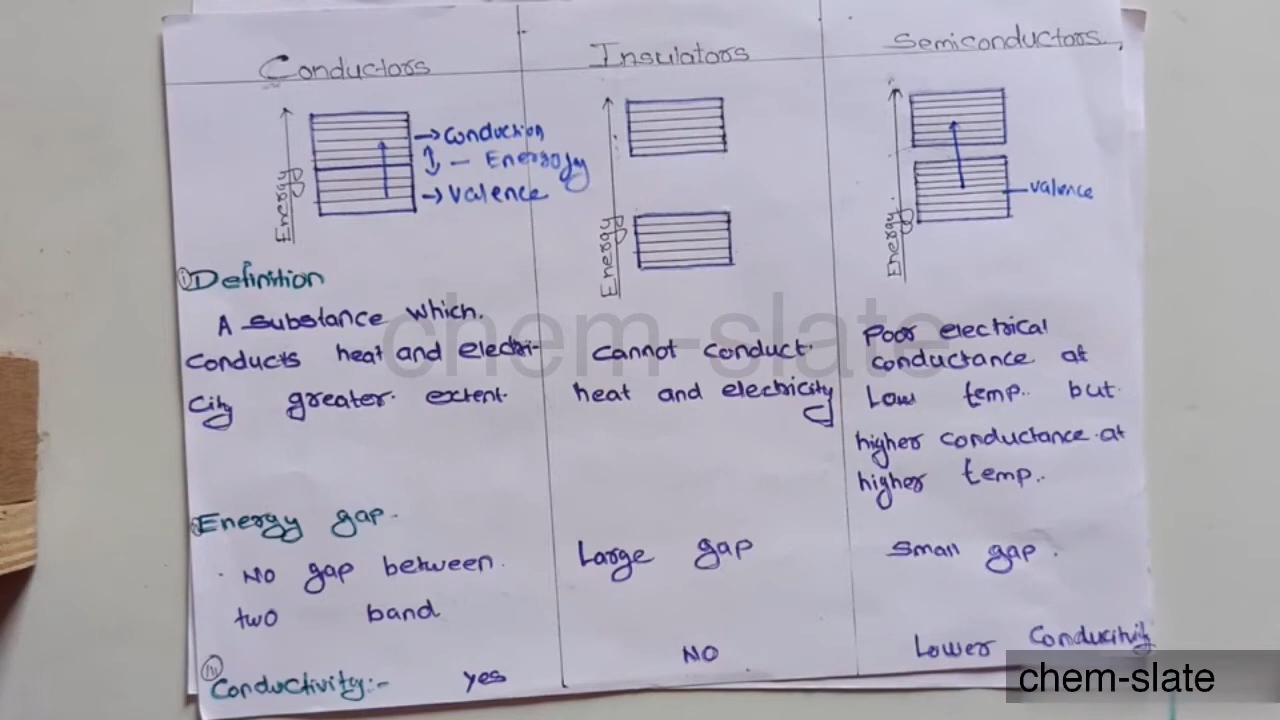 Conductors
Insulators
Semiconductors,
Energy
→ Conduction
↕ - Energy
→ Valence
Energy
Energy
valence
(i) Definition
A substance which.
conducts heat and electri-
city greater. extent.
cannot conduct.
heat and electricity
Poor electrical
conductance at
Low temp.. but
higher conductance at
higher temp..
Energy gap.
No gap between.
two band
Large gap
Small gap.
(iii) Conductivity:- yes
NO
Lower Conductivity
chem-slate
chem-slate